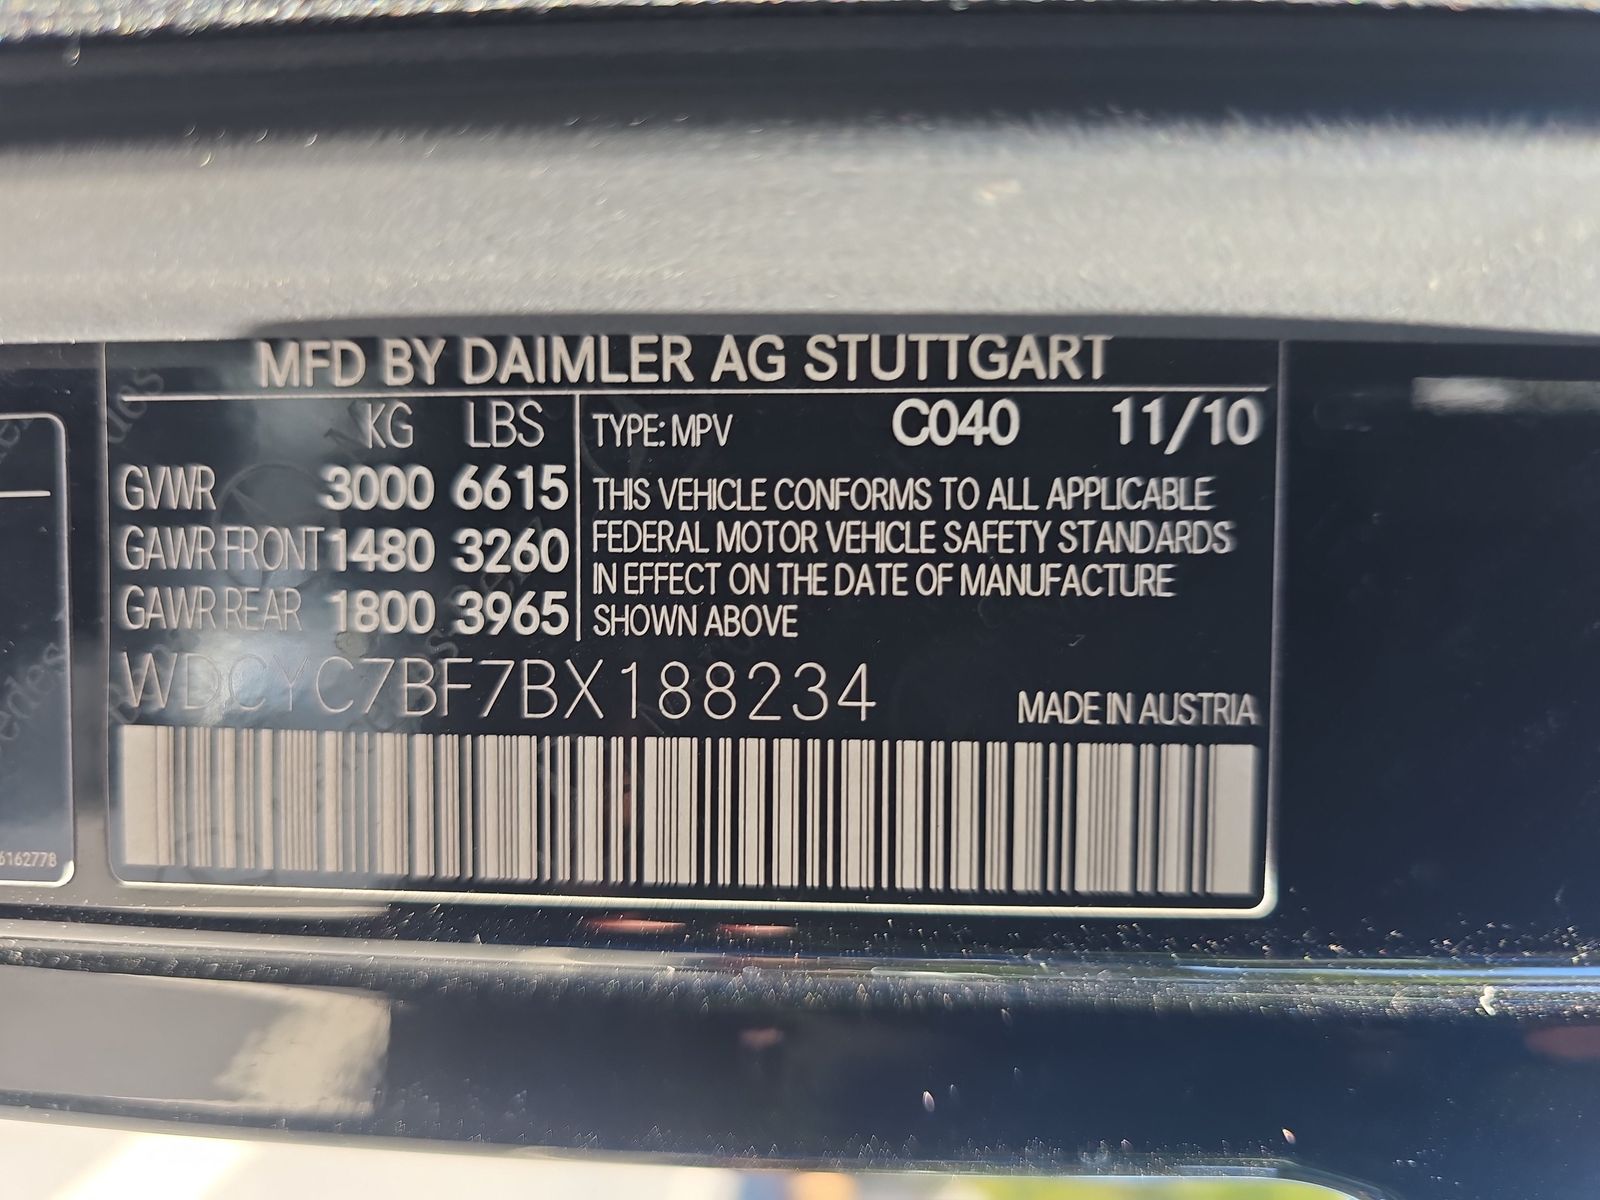 MFD BY DAIMLER AG STUTTGART
KG LBS
GVWR 3000 6615
GAWR FRONT 1480 3260
GAWR REAR 1800 3965
TYPE: MPV C040 11/10
THIS VEHICLE CONFORMS TO ALL APPLICABLE
FEDERAL MOTOR VEHICLE SAFETY STANDARDS
IN EFFECT ON THE DATE OF MANUFACTURE
SHOWN ABOVE
WDCYC7BF7BX188234
MADE IN AUSTRIA
6162778